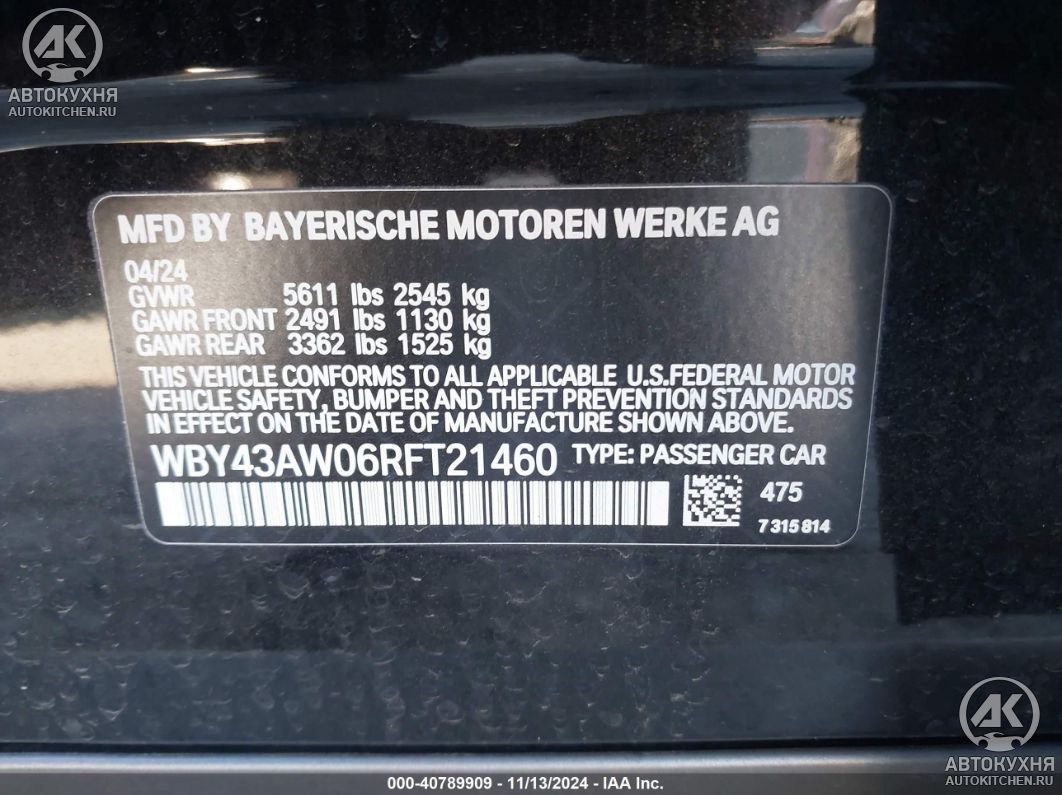 АК
АВТОКУХНЯ
AUTOKITCHEN.RU
MFD BY BAYERISCHE MOTOREN WERKE AG
04/24
GVWR 5611 lbs 2545 kg
GAWR FRONT 2491 lbs 1130 kg
GAWR REAR 3362 lbs 1525 kg
THIS VEHICLE CONFORMS TO ALL APPLICABLE U.S.FEDERAL MOTOR
VEHICLE SAFETY, BUMPER AND THEFT PREVENTION STANDARDS
IN EFFECT ON THE DATE OF MANUFACTURE SHOWN ABOVE.
WBY43AW06RFT21460 TYPE: PASSENGER CAR
475
7 315 814
АК
АВТОКУХНЯ
AUTOKITCHEN.RU
000-40789909 - 11/13/2024 - IAA Inc.